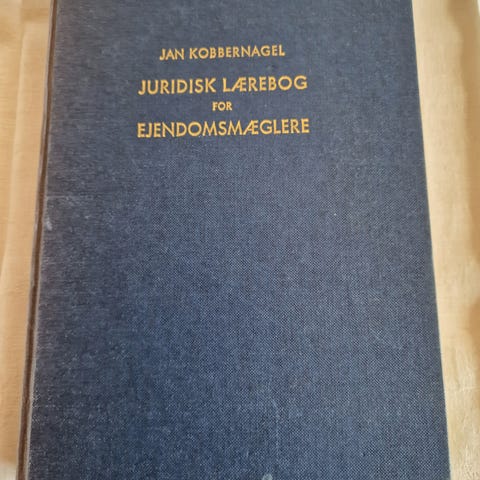 JAN KOBBERNAGEL
JURIDISK LÆREBOG
FOR
EJENDOMSMÆGLERE